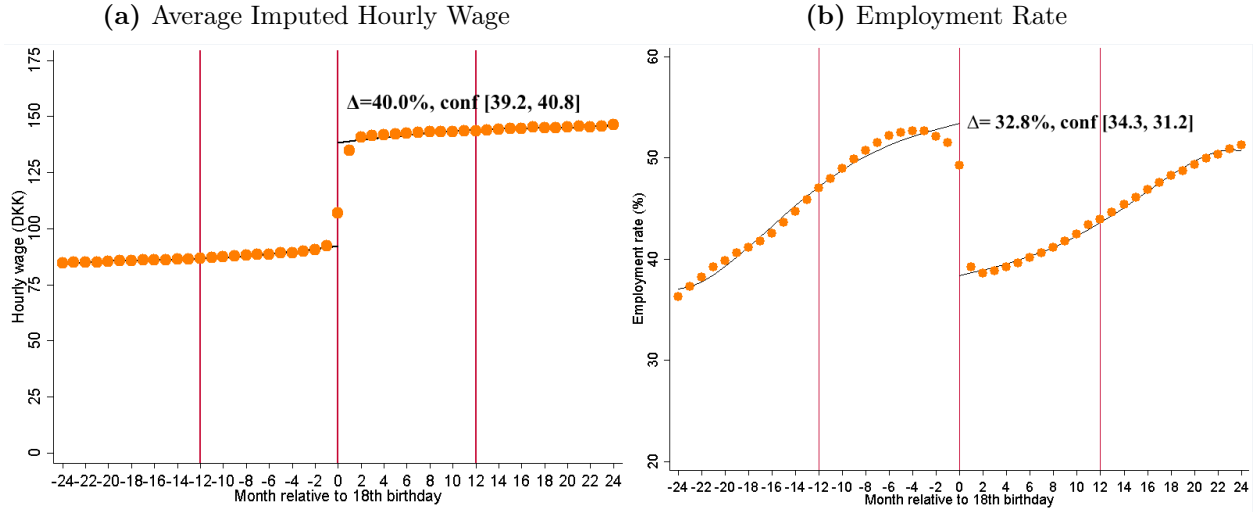 (a) Average Imputed Hourly Wage
Δ=40.0%, conf [39.2, 40.8]
Hourly wage (DKK)
175
150
125
100
75
50
25
0
-24 -22 -20 -18 -16 -14 -12 -10 -8 -6 -4 -2 0 2 4 6 8 10 12 14 16 18 20 22 24
Month relative to 18th birthday
(b) Employment Rate
Δ= 32.8%, conf [34.3, 31.2]
Employment rate (%)
60
50
40
30
20
-24 -22 -20 -18 -16 -14 -12 -10 -8 -6 -4 -2 0 2 4 6 8 10 12 14 16 18 20 22 24
Month relative to 18th birthday